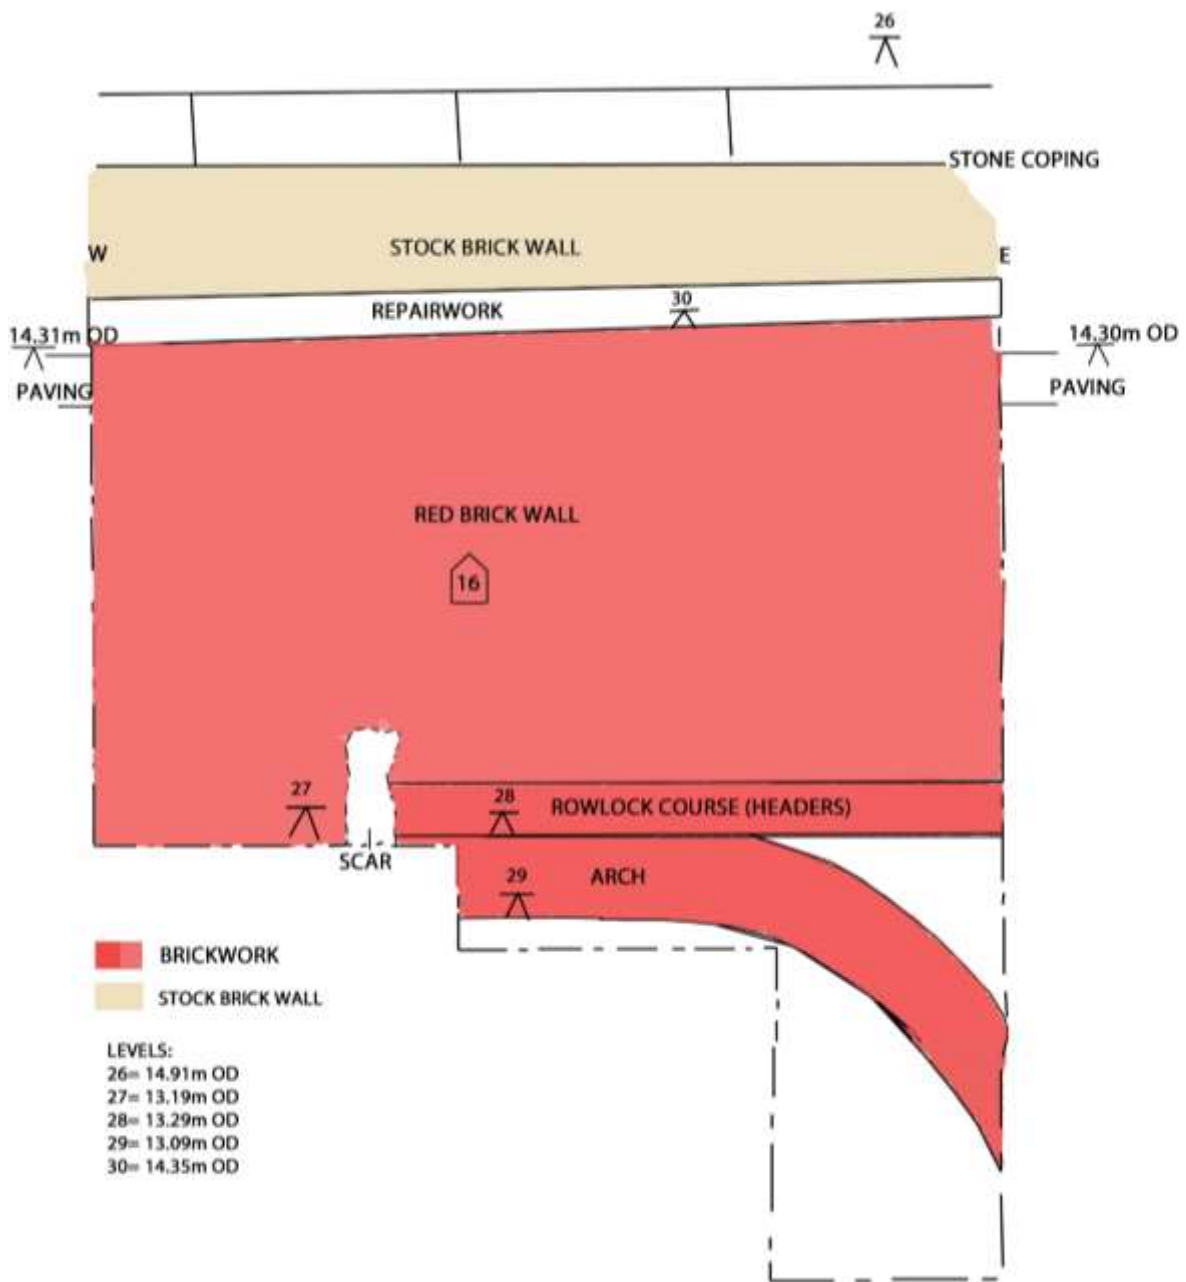 26
STONE COPING
STOCK BRICK WALL
W
E
REPAIRWORK
30
14.31m OD
14.30m OD
PAVING
PAVING
RED BRICK WALL
16
27
28
ROWLOCK COURSE (HEADERS)
SCAR
29
ARCH
BRICKWORK
STOCK BRICK WALL
LEVELS:
26= 14.91m OD
27= 13.19m OD
28= 13.29m OD
29= 13.09m OD
30= 14.35m OD